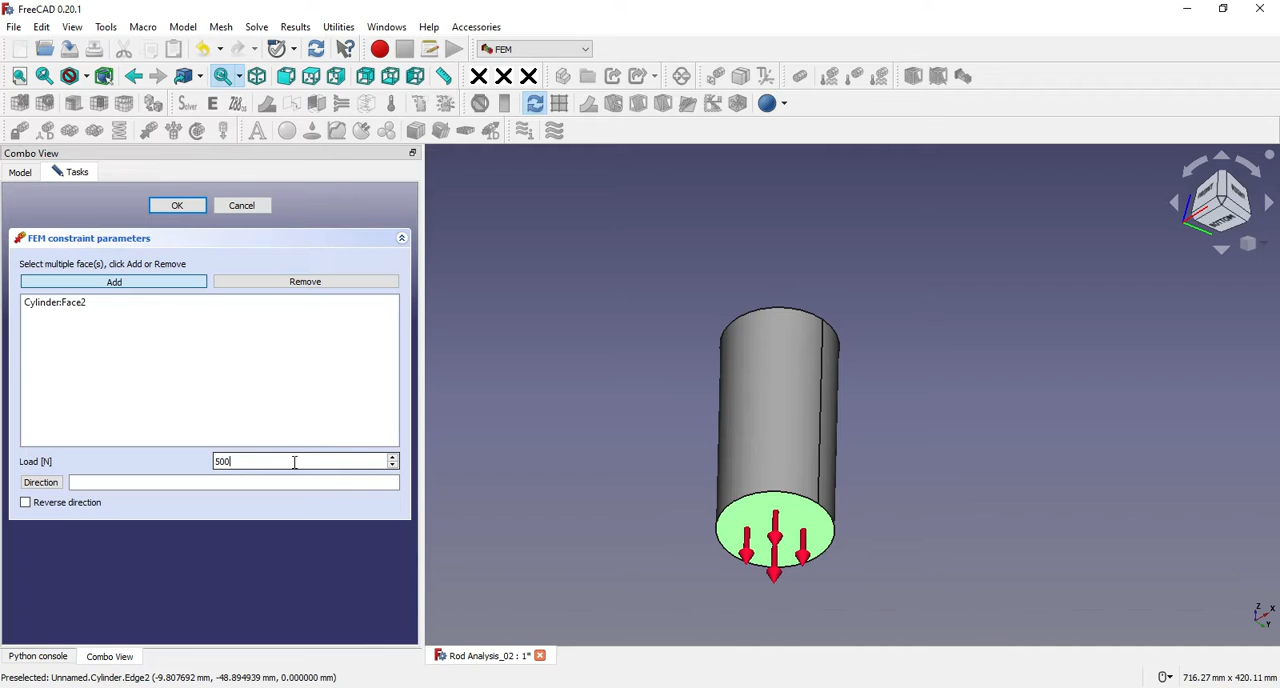 FreeCAD 0.20.1
File Edit View Tools Macro Model Mesh Solve Results Utilities Windows Help Accessories
FEM
Solver
Combo View
Model
Tasks
OK
Cancel
FEM constraint parameters
Select multiple face(s), click Add or Remove
Add
Remove
Cylinder:Face2
Load [N]
500
Direction
Reverse direction
BOTTOM
Z
X
Y
Python console
Combo View
Rod Analysis_02 : 1*
Preselected: Unnamed.Cylinder.Edge2 (-9.807692 mm, -48.894939 mm, 0.000000 mm)
716.27 mm x 420.11 mm